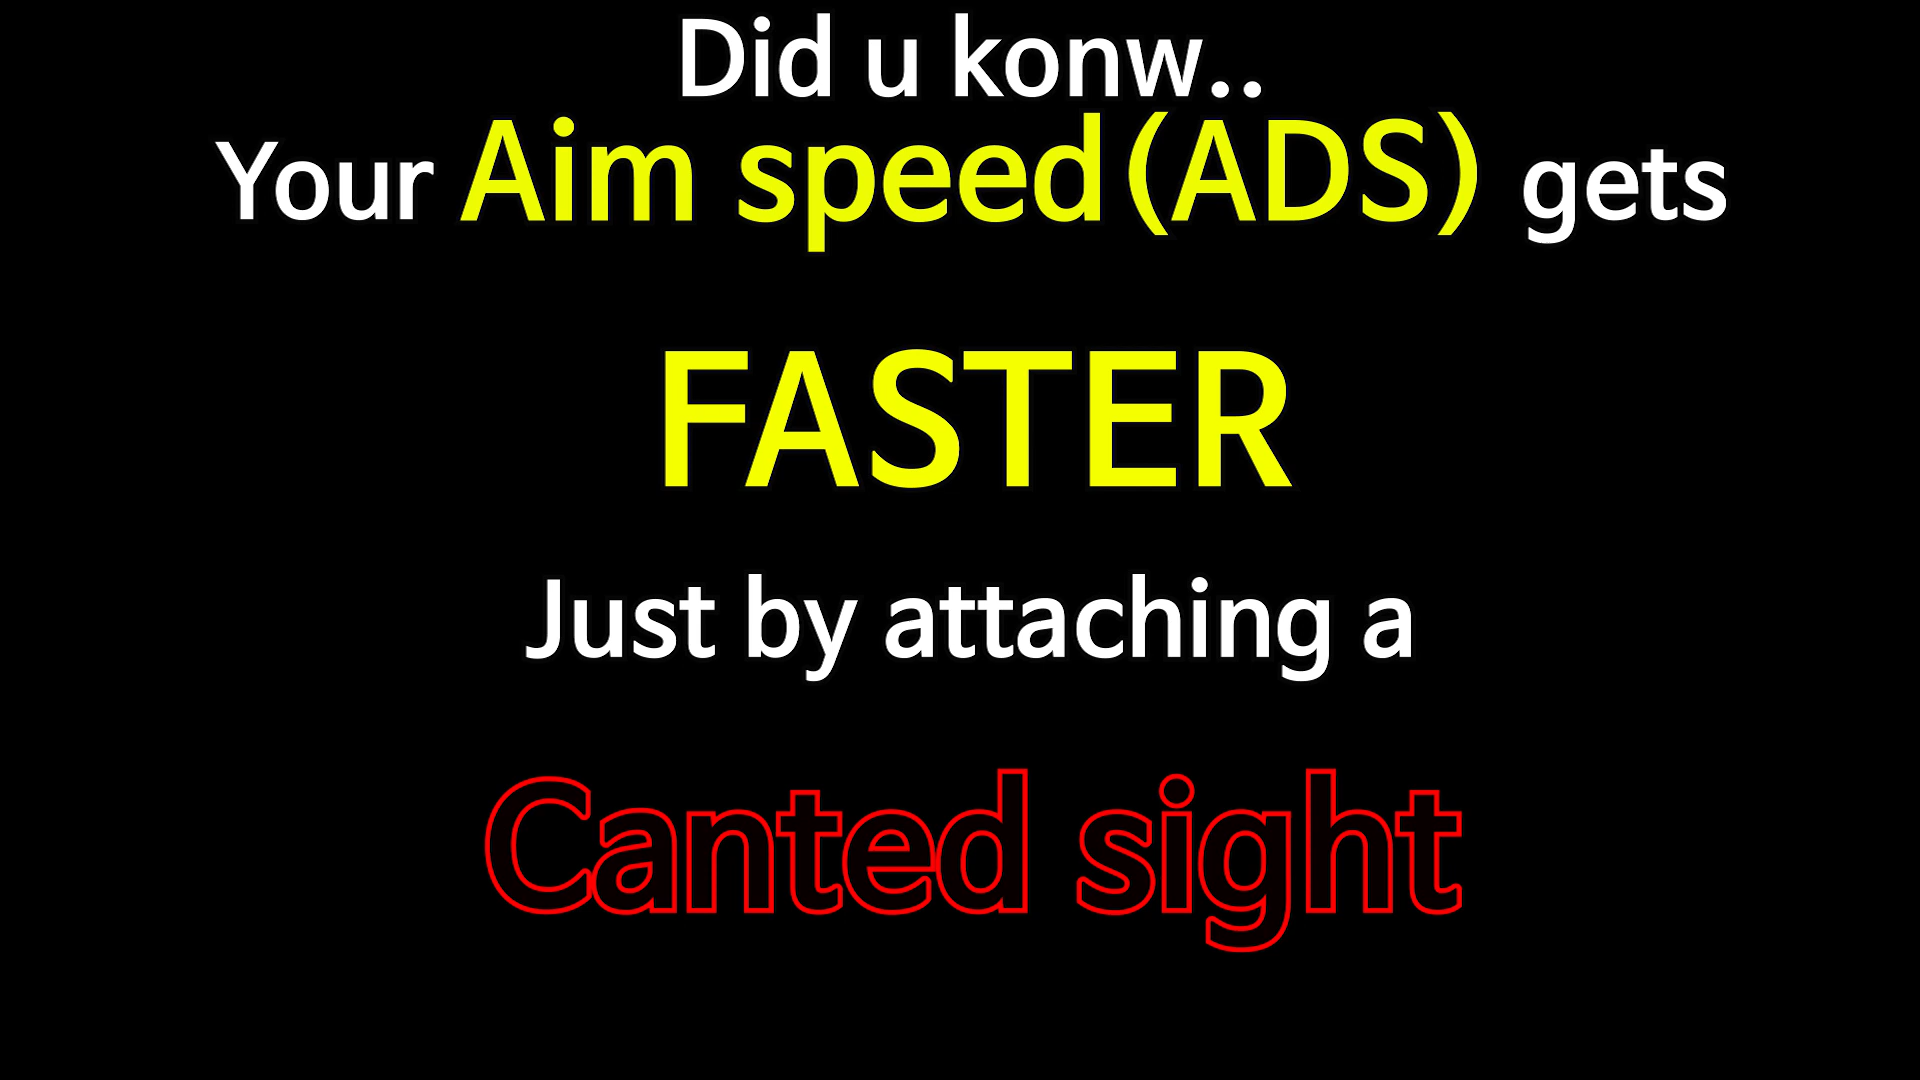 Did u konw..
Your Aim speed(ADS) gets
FASTER
Just by attaching a
Canted sight